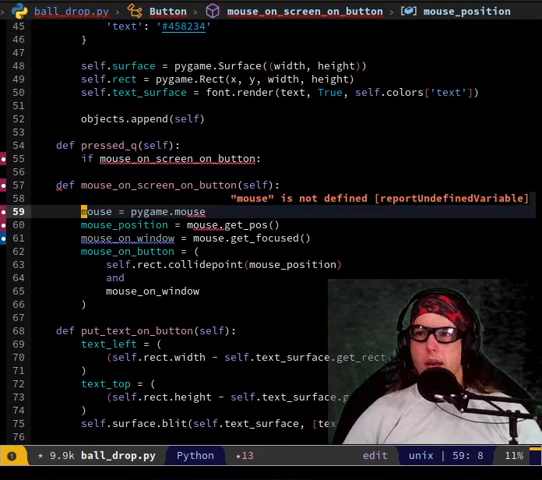 ball_drop.py > Button > mouse_on_screen_on_button > mouse_position
45 'text': '#458234'
46 }
47
48 self.surface = pygame.Surface((width, height))
49 self.rect = pygame.Rect(x, y, width, height)
50 self.text_surface = font.render(text, True, self.colors['text'])
51
52 objects.append(self)
53
54 def pressed_q(self):
55 if mouse_on_screen_on_button:
56
57 def mouse_on_screen_on_button(self):
58 "mouse" is not defined [reportUndefinedVariable]
59 mouse = pygame.mouse
60 mouse_position = mouse.get_pos()
61 mouse_on_window = mouse.get_focused()
62 mouse_on_button = (
63 self.rect.collidepoint(mouse_position)
64 and
65 mouse_on_window
66 )
67
68 def put_text_on_button(self):
69 text_left = (
70 (self.rect.width - self.text_surface.get_rect
71 )
72 text_top = (
73 (self.rect.height - self.text_surface.g
74 )
75 self.surface.blit(self.text_surface, [tex
76
* 9.9k ball_drop.py Python •13 edit unix | 59: 8 11%